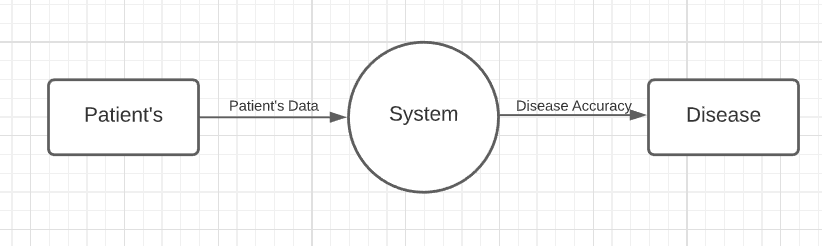 Patient's
Patient's Data
System
Disease Accuracy
Disease